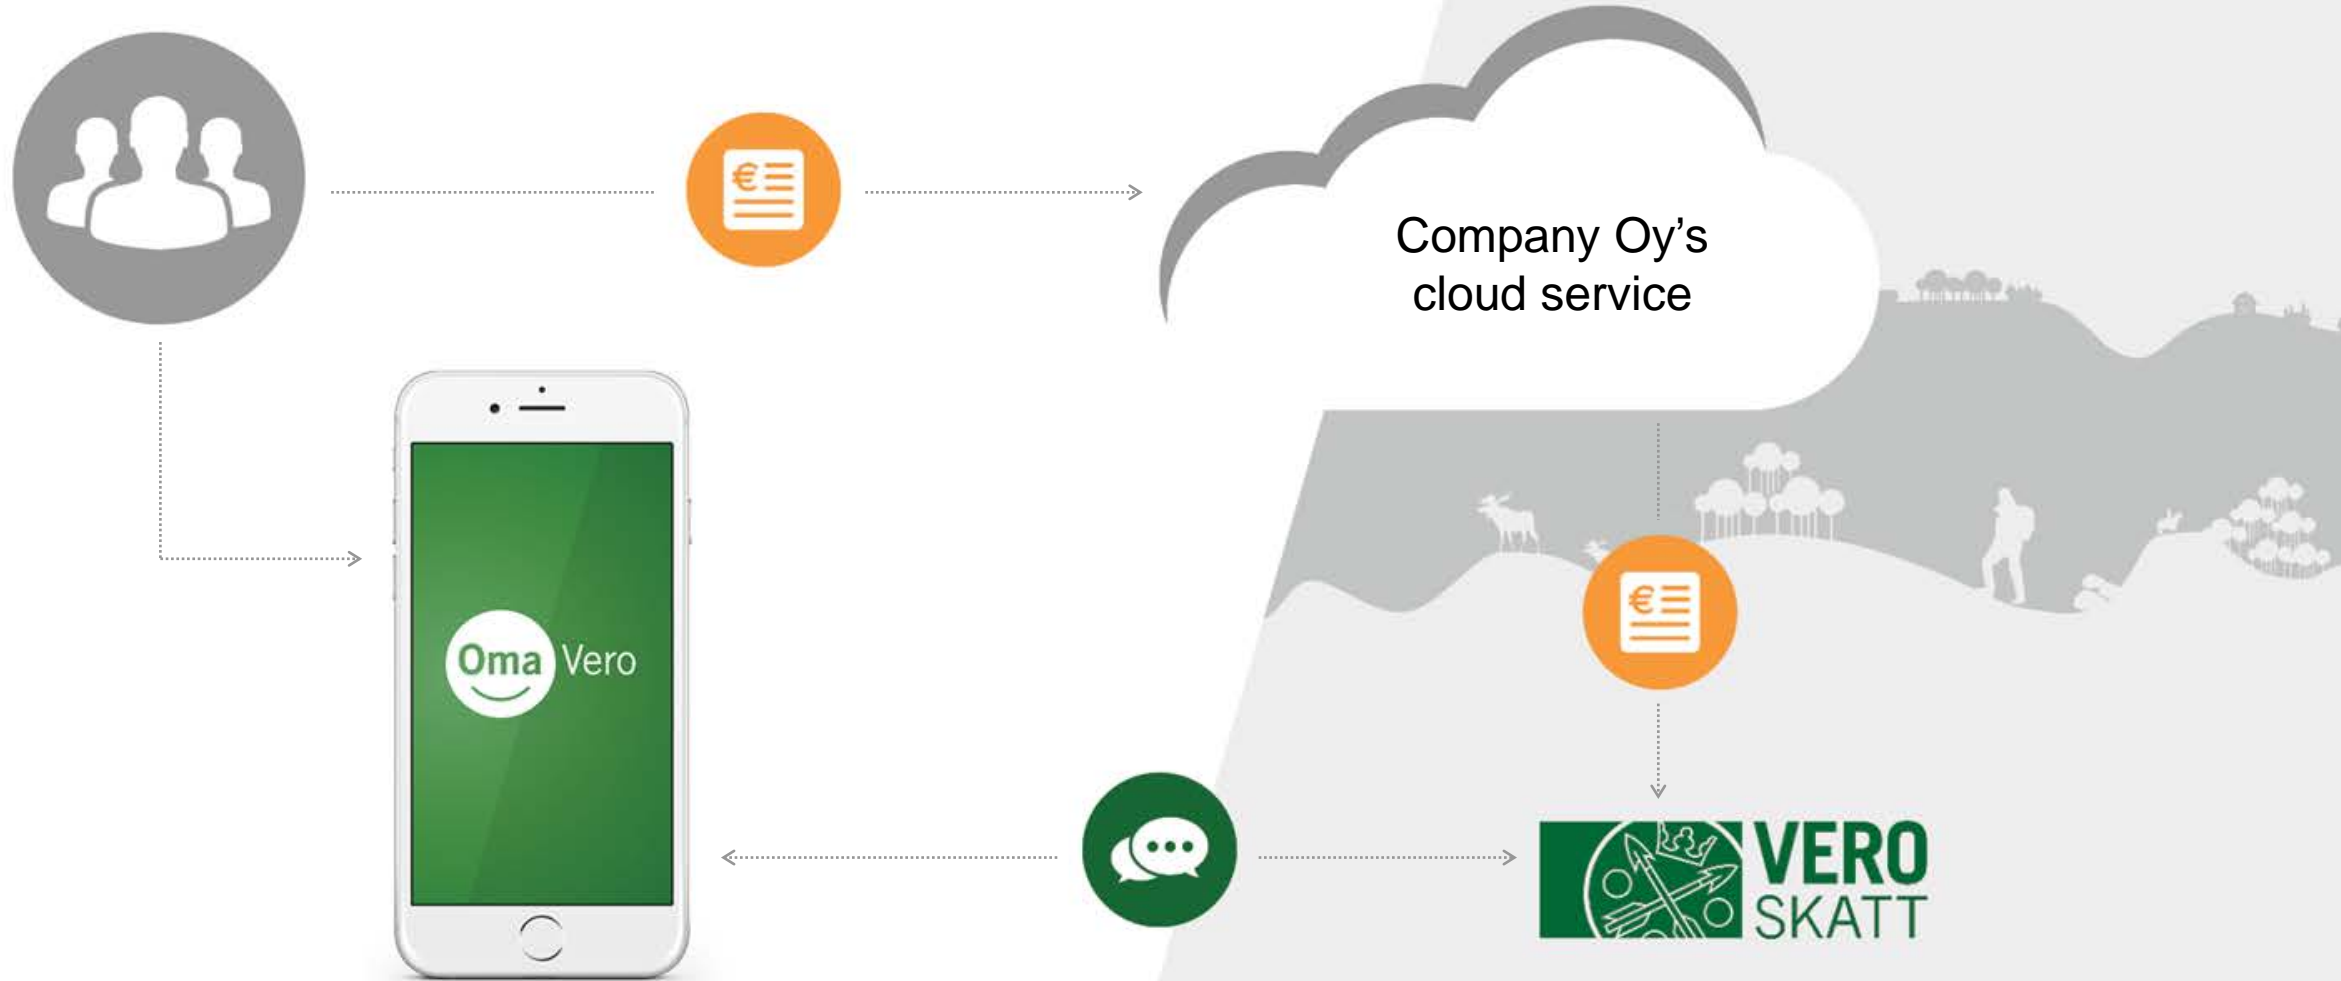 €
Company Oy’s
cloud service
€
Oma Vero
VERO
SKATT